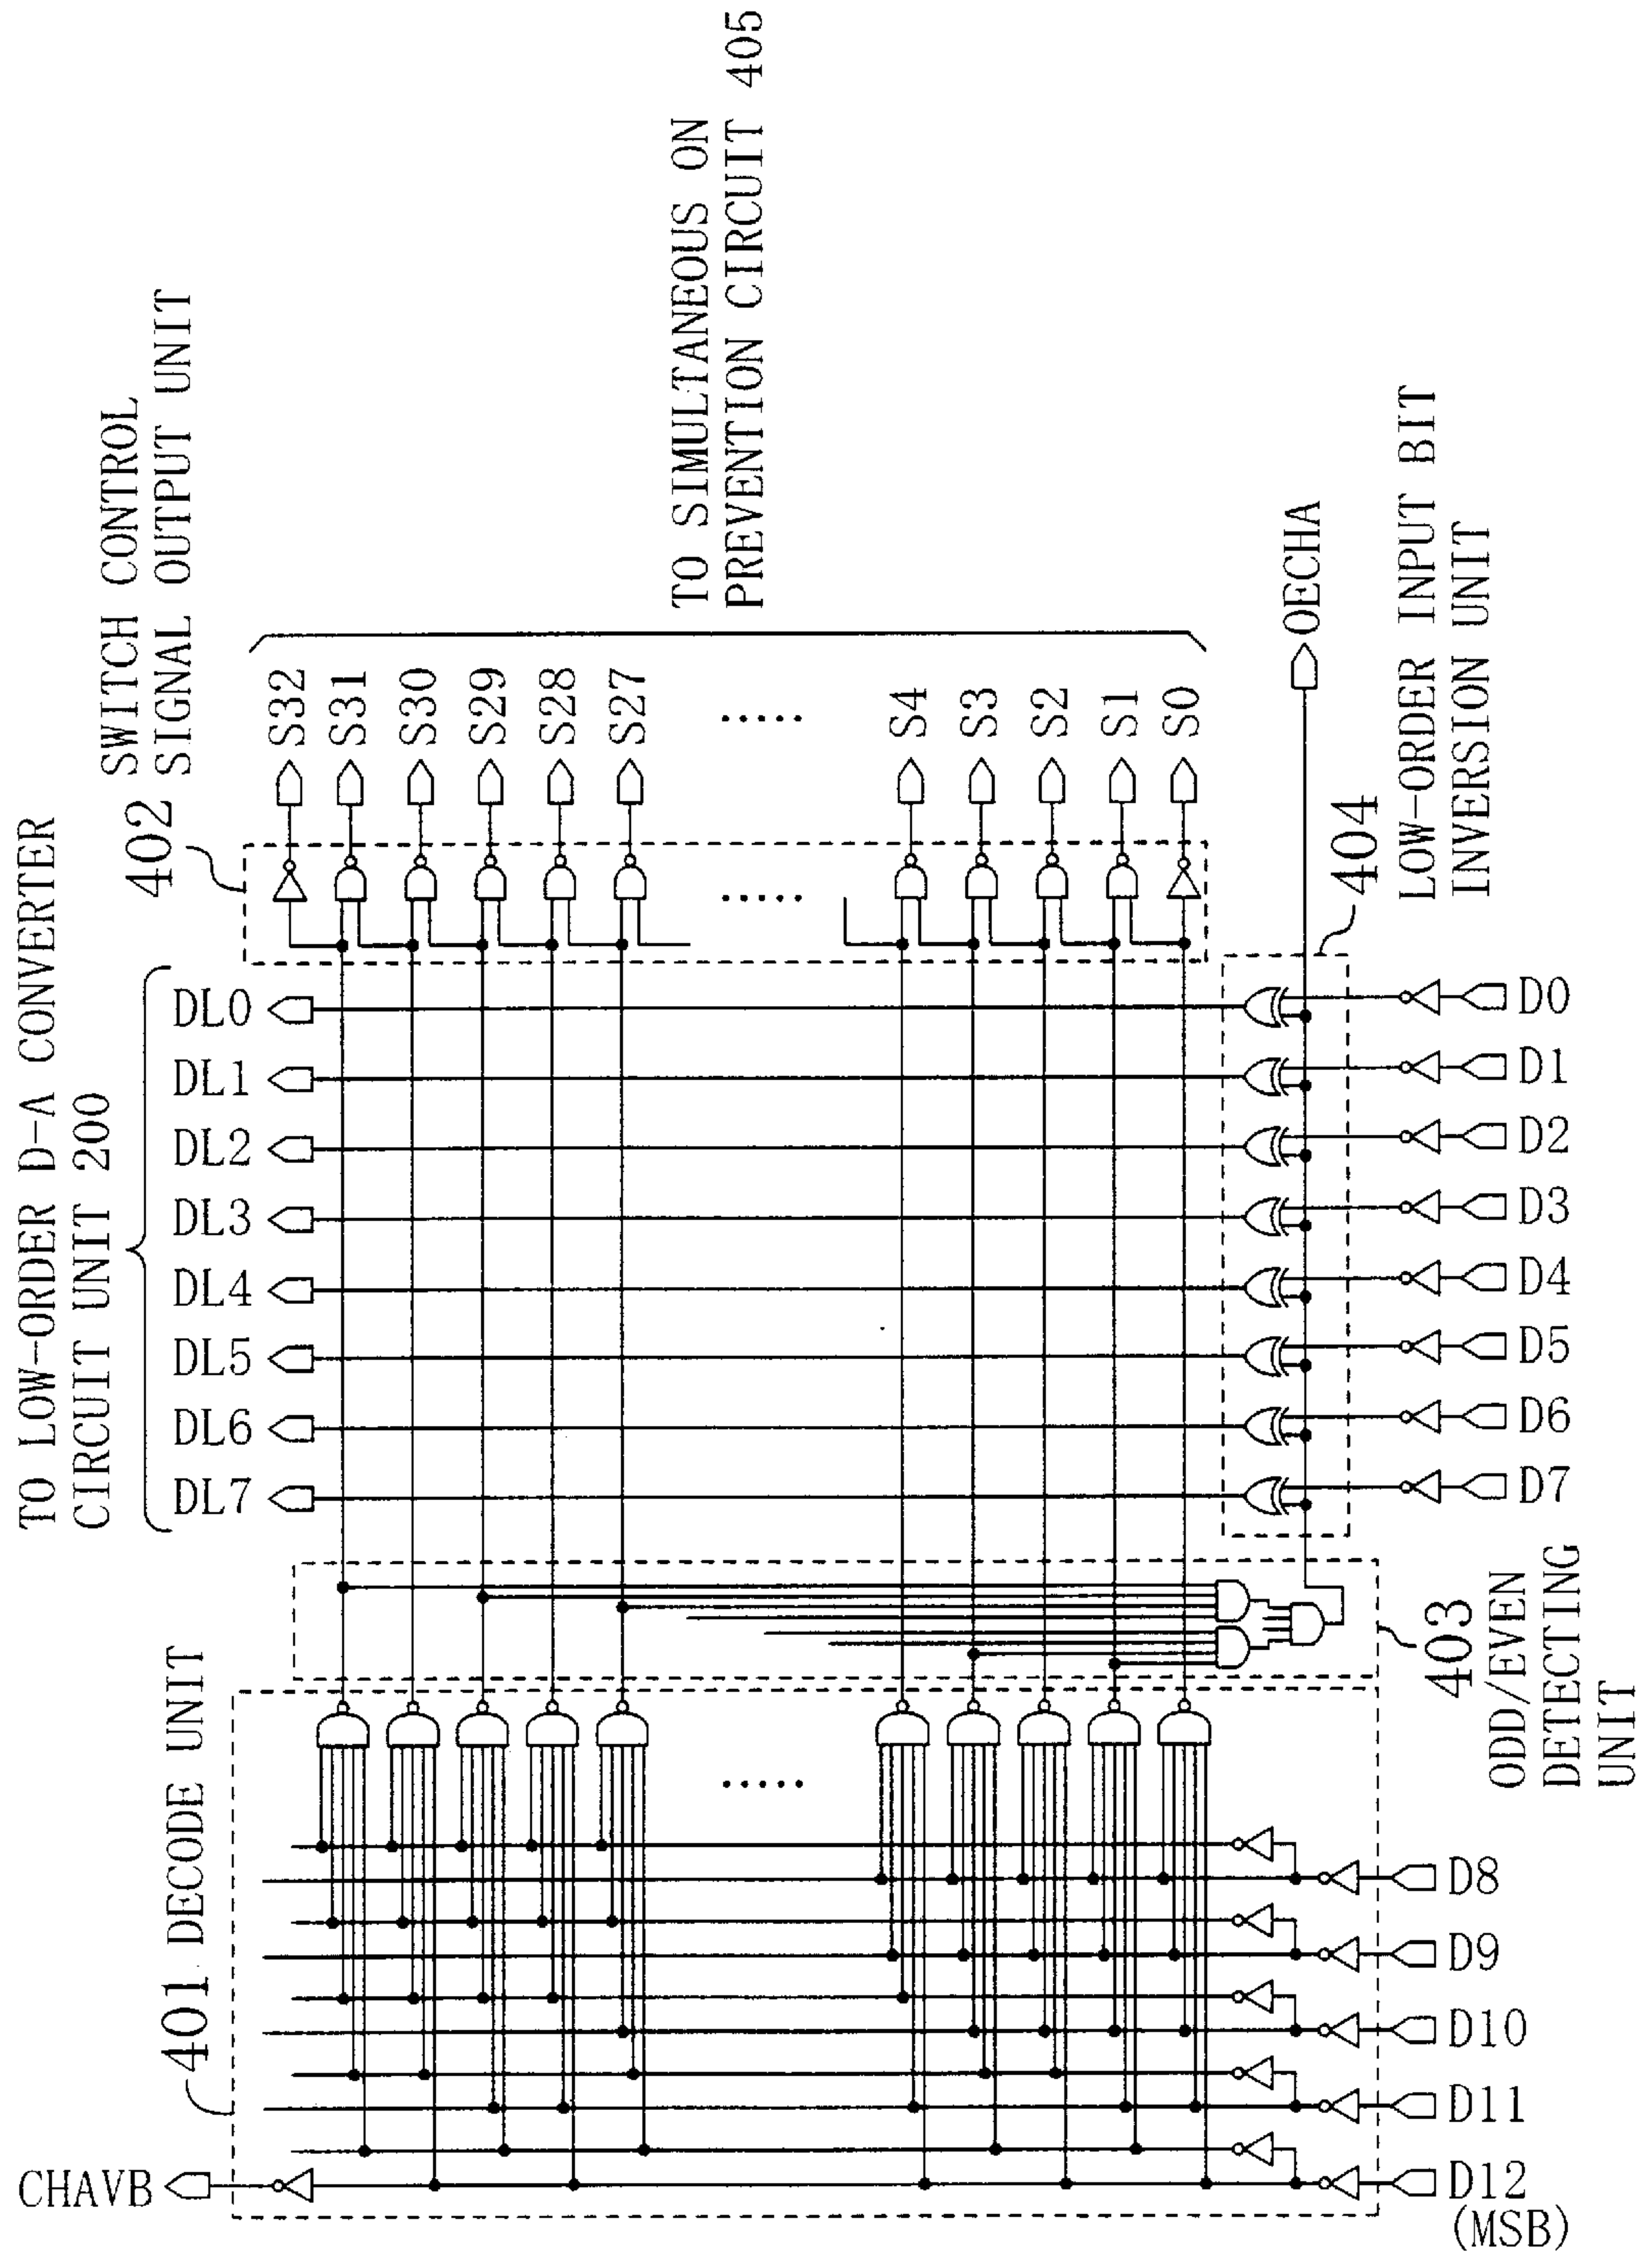 TO LOW-ORDER D-A CONVERTER
CIRCUIT UNIT 200
SWITCH CONTROL
SIGNAL OUTPUT UNIT
402
TO SIMULTANEOUS ON
PREVENTION CIRCUIT 405
CHAVB
401 DECODE UNIT
DL7
DL6
DL5
DL4
DL3
DL2
DL1
DL0
S32
S31
S30
S29
S28
S27
S4
S3
S2
S1
S0
OECHA
D12
(MSB)
D11
D10
D9
D8
403
ODD/EVEN
DETECTING
UNIT
D7
D6
D5
D4
D3
D2
D1
D0
404
LOW-ORDER INPUT BIT
INVERSION UNIT